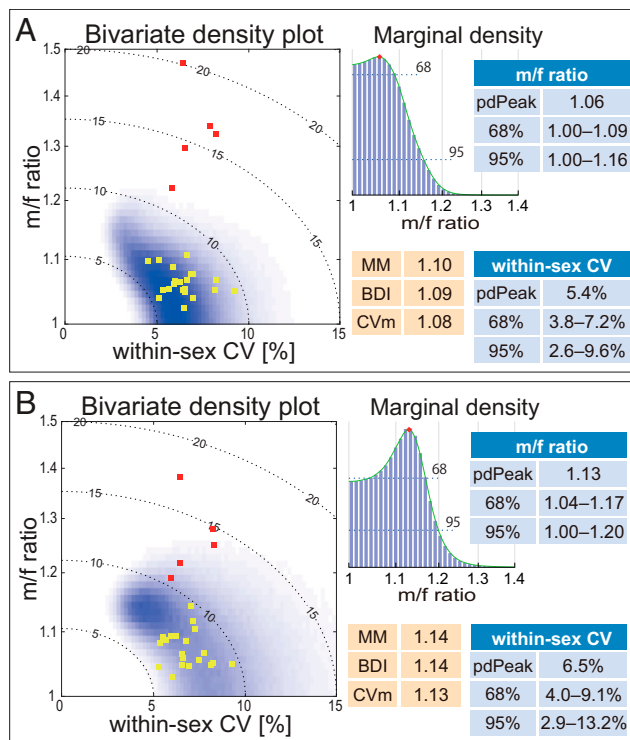 A
Bivariate density plot
Marginal density
m/f ratio
1.5
1.4
1.3
1.2
1.1
1
20
15
10
5
20
15
10
5
0
5
10
15
within-sex CV [%]
68
95
1
1.1
1.2
1.3
1.4
m/f ratio
m/f ratio
pdPeak 1.06
68% 1.00–1.09
95% 1.00–1.16
MM 1.10
BDI 1.09
CVm 1.08
within-sex CV
pdPeak 5.4%
68% 3.8–7.2%
95% 2.6–9.6%
B
Bivariate density plot
Marginal density
m/f ratio
1.5
1.4
1.3
1.2
1.1
1
20
15
10
5
20
15
10
5
0
5
10
15
within-sex CV [%]
68
95
1
1.1
1.2
1.3
1.4
m/f ratio
m/f ratio
pdPeak 1.13
68% 1.04–1.17
95% 1.00–1.20
MM 1.14
BDI 1.14
CVm 1.13
within-sex CV
pdPeak 6.5%
68% 4.0–9.1%
95% 2.9–13.2%